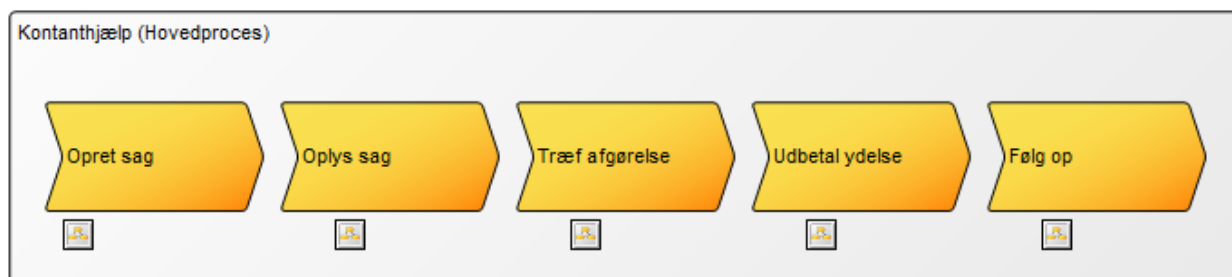 Kontanthjælp (Hovedproces)
Opret sag
Oplys sag
Træf afgørelse
Udbetal ydelse
Følg op